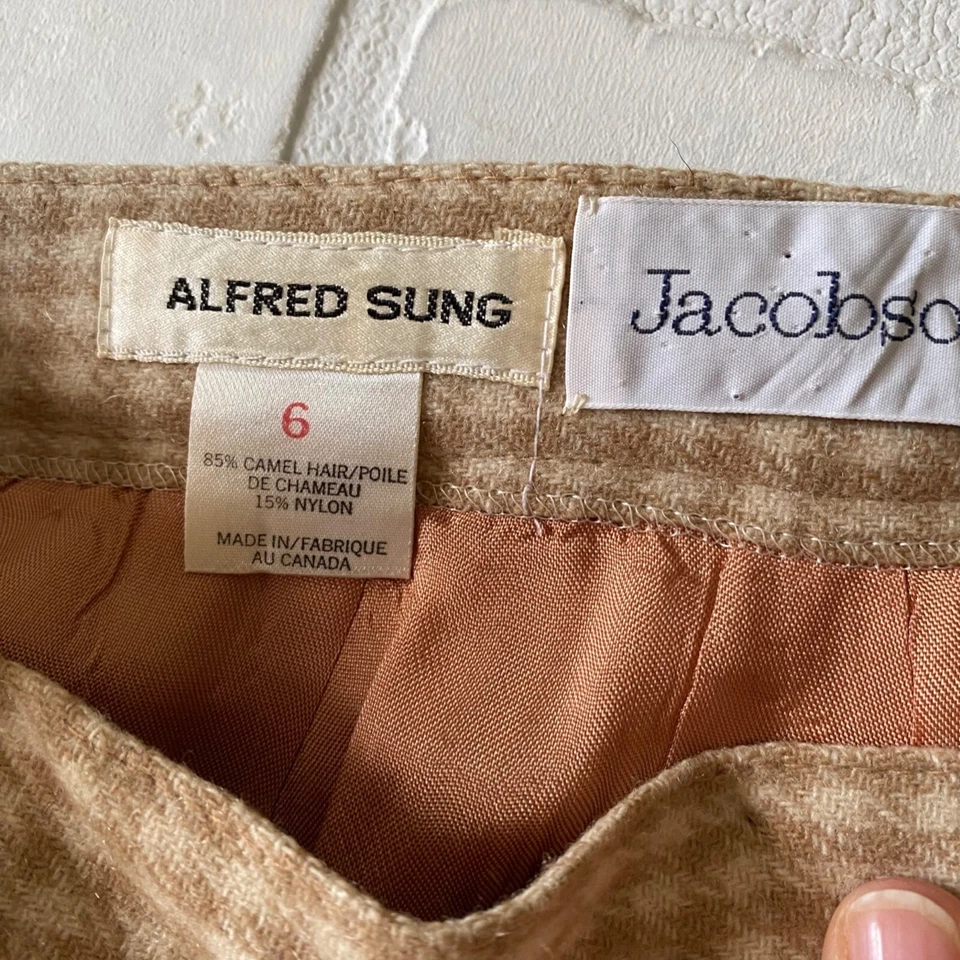 ALFRED SUNG
Jacobso
6
85% CAMEL HAIR/POILE
DE CHAMEAU
15% NYLON
MADE IN/FABRIQUE
AU CANADA